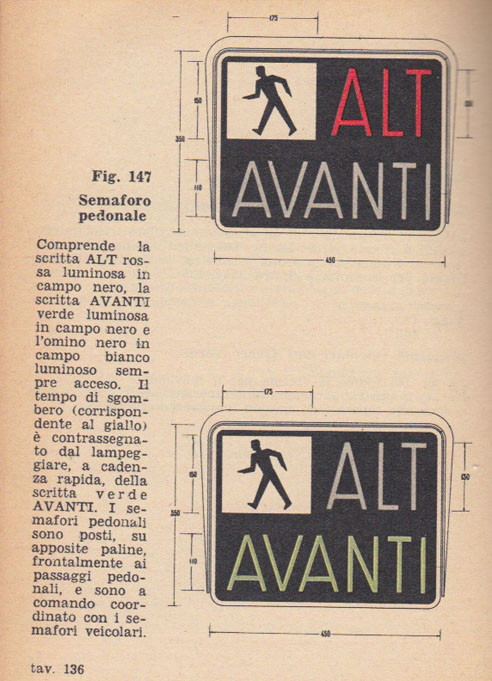 175
ALT
AVANTI
150
350
110
450
Fig. 147
Semaforo
pedonale
Comprende la
scritta ALT ros-
sa luminosa in
campo nero, la
scritta AVANTI
verde luminosa
in campo nero e
l'omino nero in
campo bianco
luminoso sem-
pre acceso. Il
tempo di sgom-
bero (corrispon-
dente al giallo)
è contrassegna-
to dal lampeg-
giare, a caden-
za rapida, della
scritta verde
AVANTI. I se-
mafori pedonali
sono posti, su
apposite paline,
frontalmente ai
passaggi pedo-
nali, e sono a
comando coor-
dinato con i se-
mafori veicolari.
175
ALT
AVANTI
150
350
110
450
tav. 136